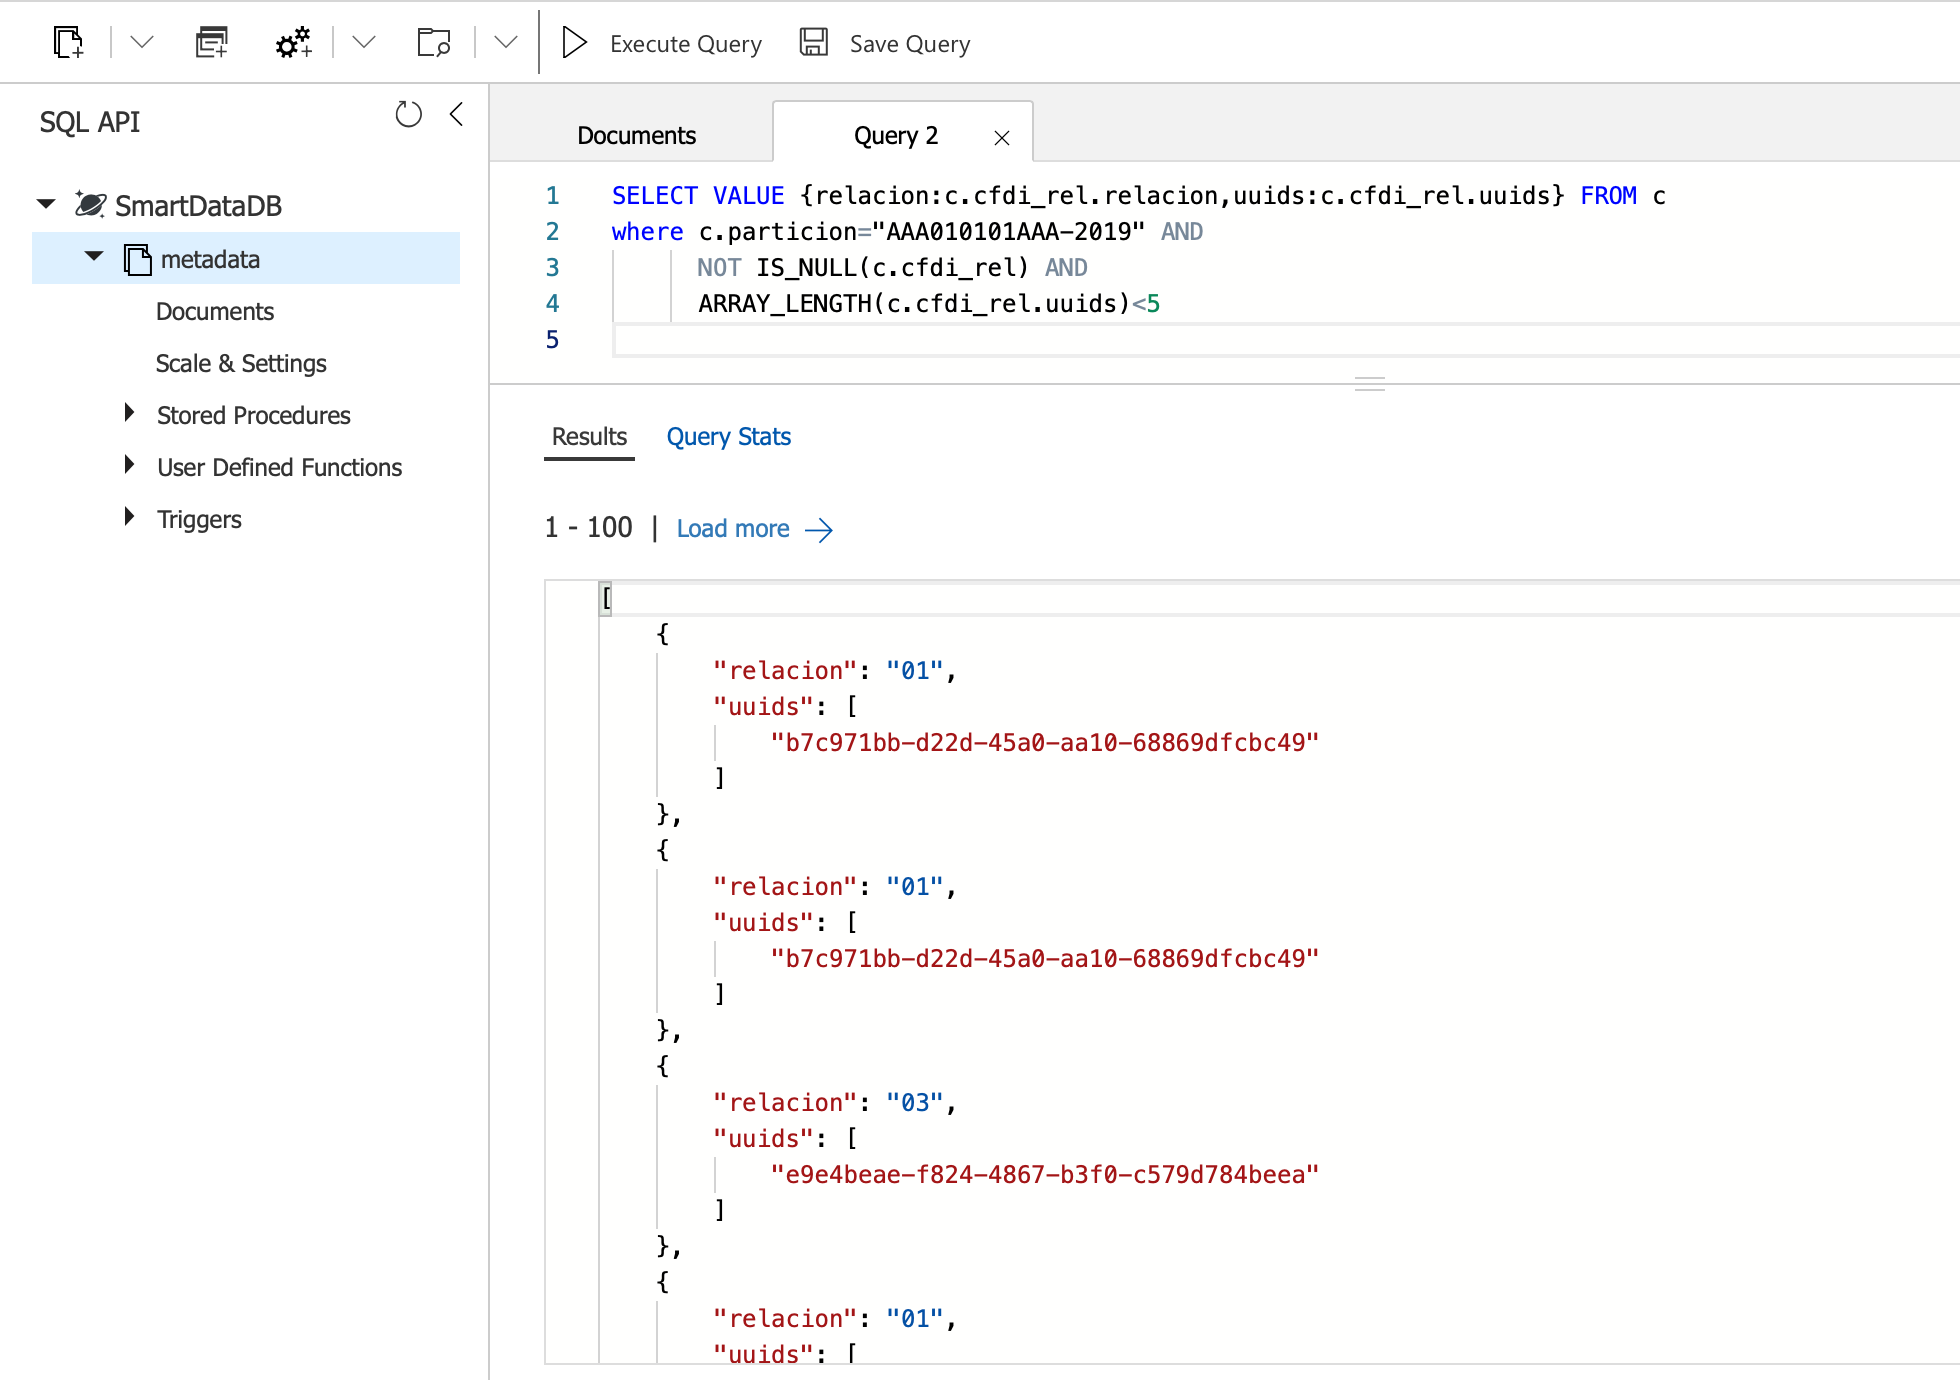 Execute Query
Save Query
SQL API
SmartDataDB
metadata
Documents
Scale & Settings
Stored Procedures
User Defined Functions
Triggers
Documents
Query 2
1 SELECT VALUE {relacion:c.cfdi_rel.relacion,uuids:c.cfdi_rel.uuids} FROM c
2 where c.particion="AAA010101AAA-2019" AND
3 NOT IS_NULL(c.cfdi_rel) AND
4 ARRAY_LENGTH(c.cfdi_rel.uuids)<5
5
Results
Query Stats
1 - 100 | Load more
[
{
"relacion": "01",
"uuids": [
"b7c971bb-d22d-45a0-aa10-68869dfcbc49"
]
},
{
"relacion": "01",
"uuids": [
"b7c971bb-d22d-45a0-aa10-68869dfcbc49"
]
},
{
"relacion": "03",
"uuids": [
"e9e4beae-f824-4867-b3f0-c579d784beea"
]
},
{
"relacion": "01",
"uuids": [